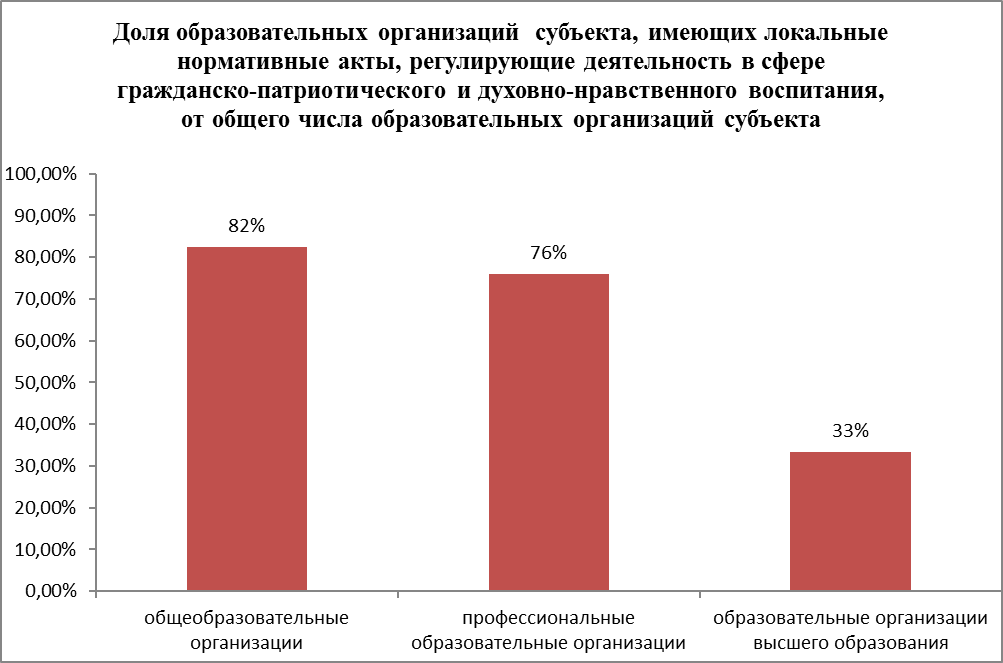 Доля образовательных организаций субъекта, имеющих локальные
нормативные акты, регулирующие деятельность в сфере
гражданско-патриотического и духовно-нравственного воспитания,
от общего числа образовательных организаций субъекта
100,00%
90,00%
80,00%
70,00%
60,00%
50,00%
40,00%
30,00%
20,00%
10,00%
0,00%
82%
76%
33%
общеобразовательные
организации
профессиональные
образовательные организации
образовательные организации
высшего образования